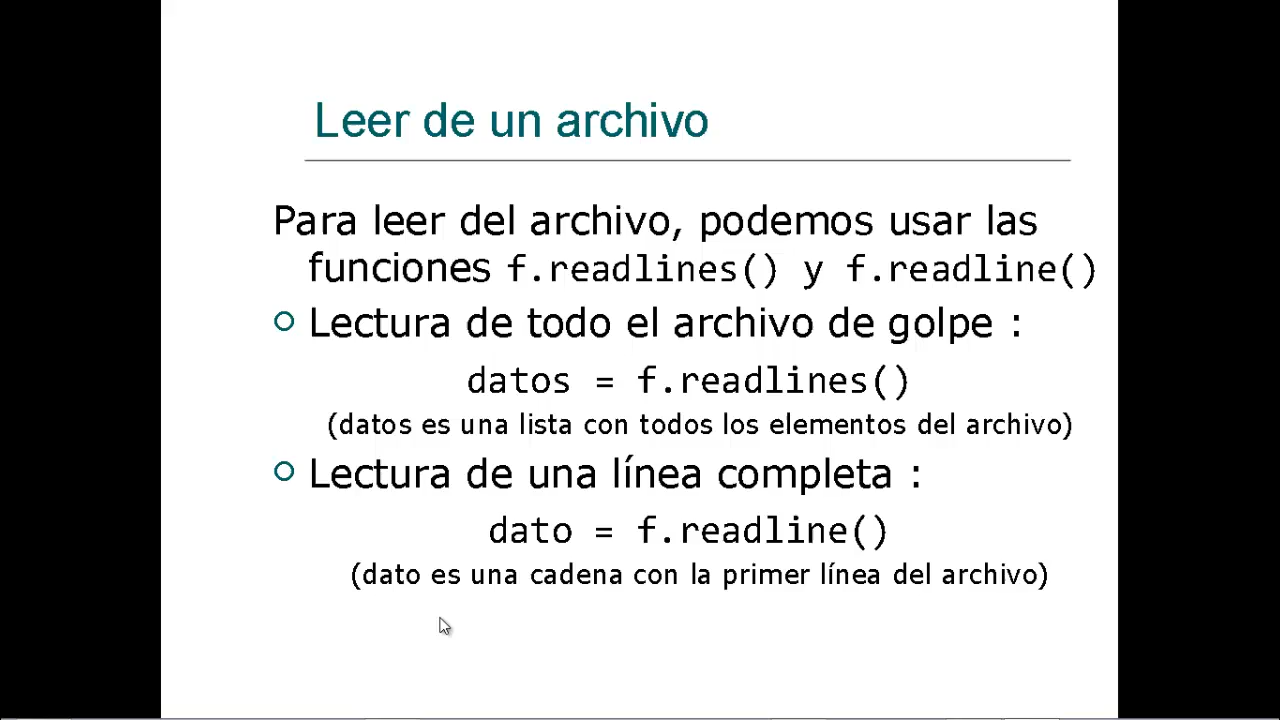 Leer de un archivo
Para leer del archivo, podemos usar las
funciones f.readlines() y f.readline()
Lectura de todo el archivo de golpe :
datos = f.readlines()
(datos es una lista con todos los elementos del archivo)
Lectura de una línea completa :
dato = f.readline()
(dato es una cadena con la primer línea del archivo)